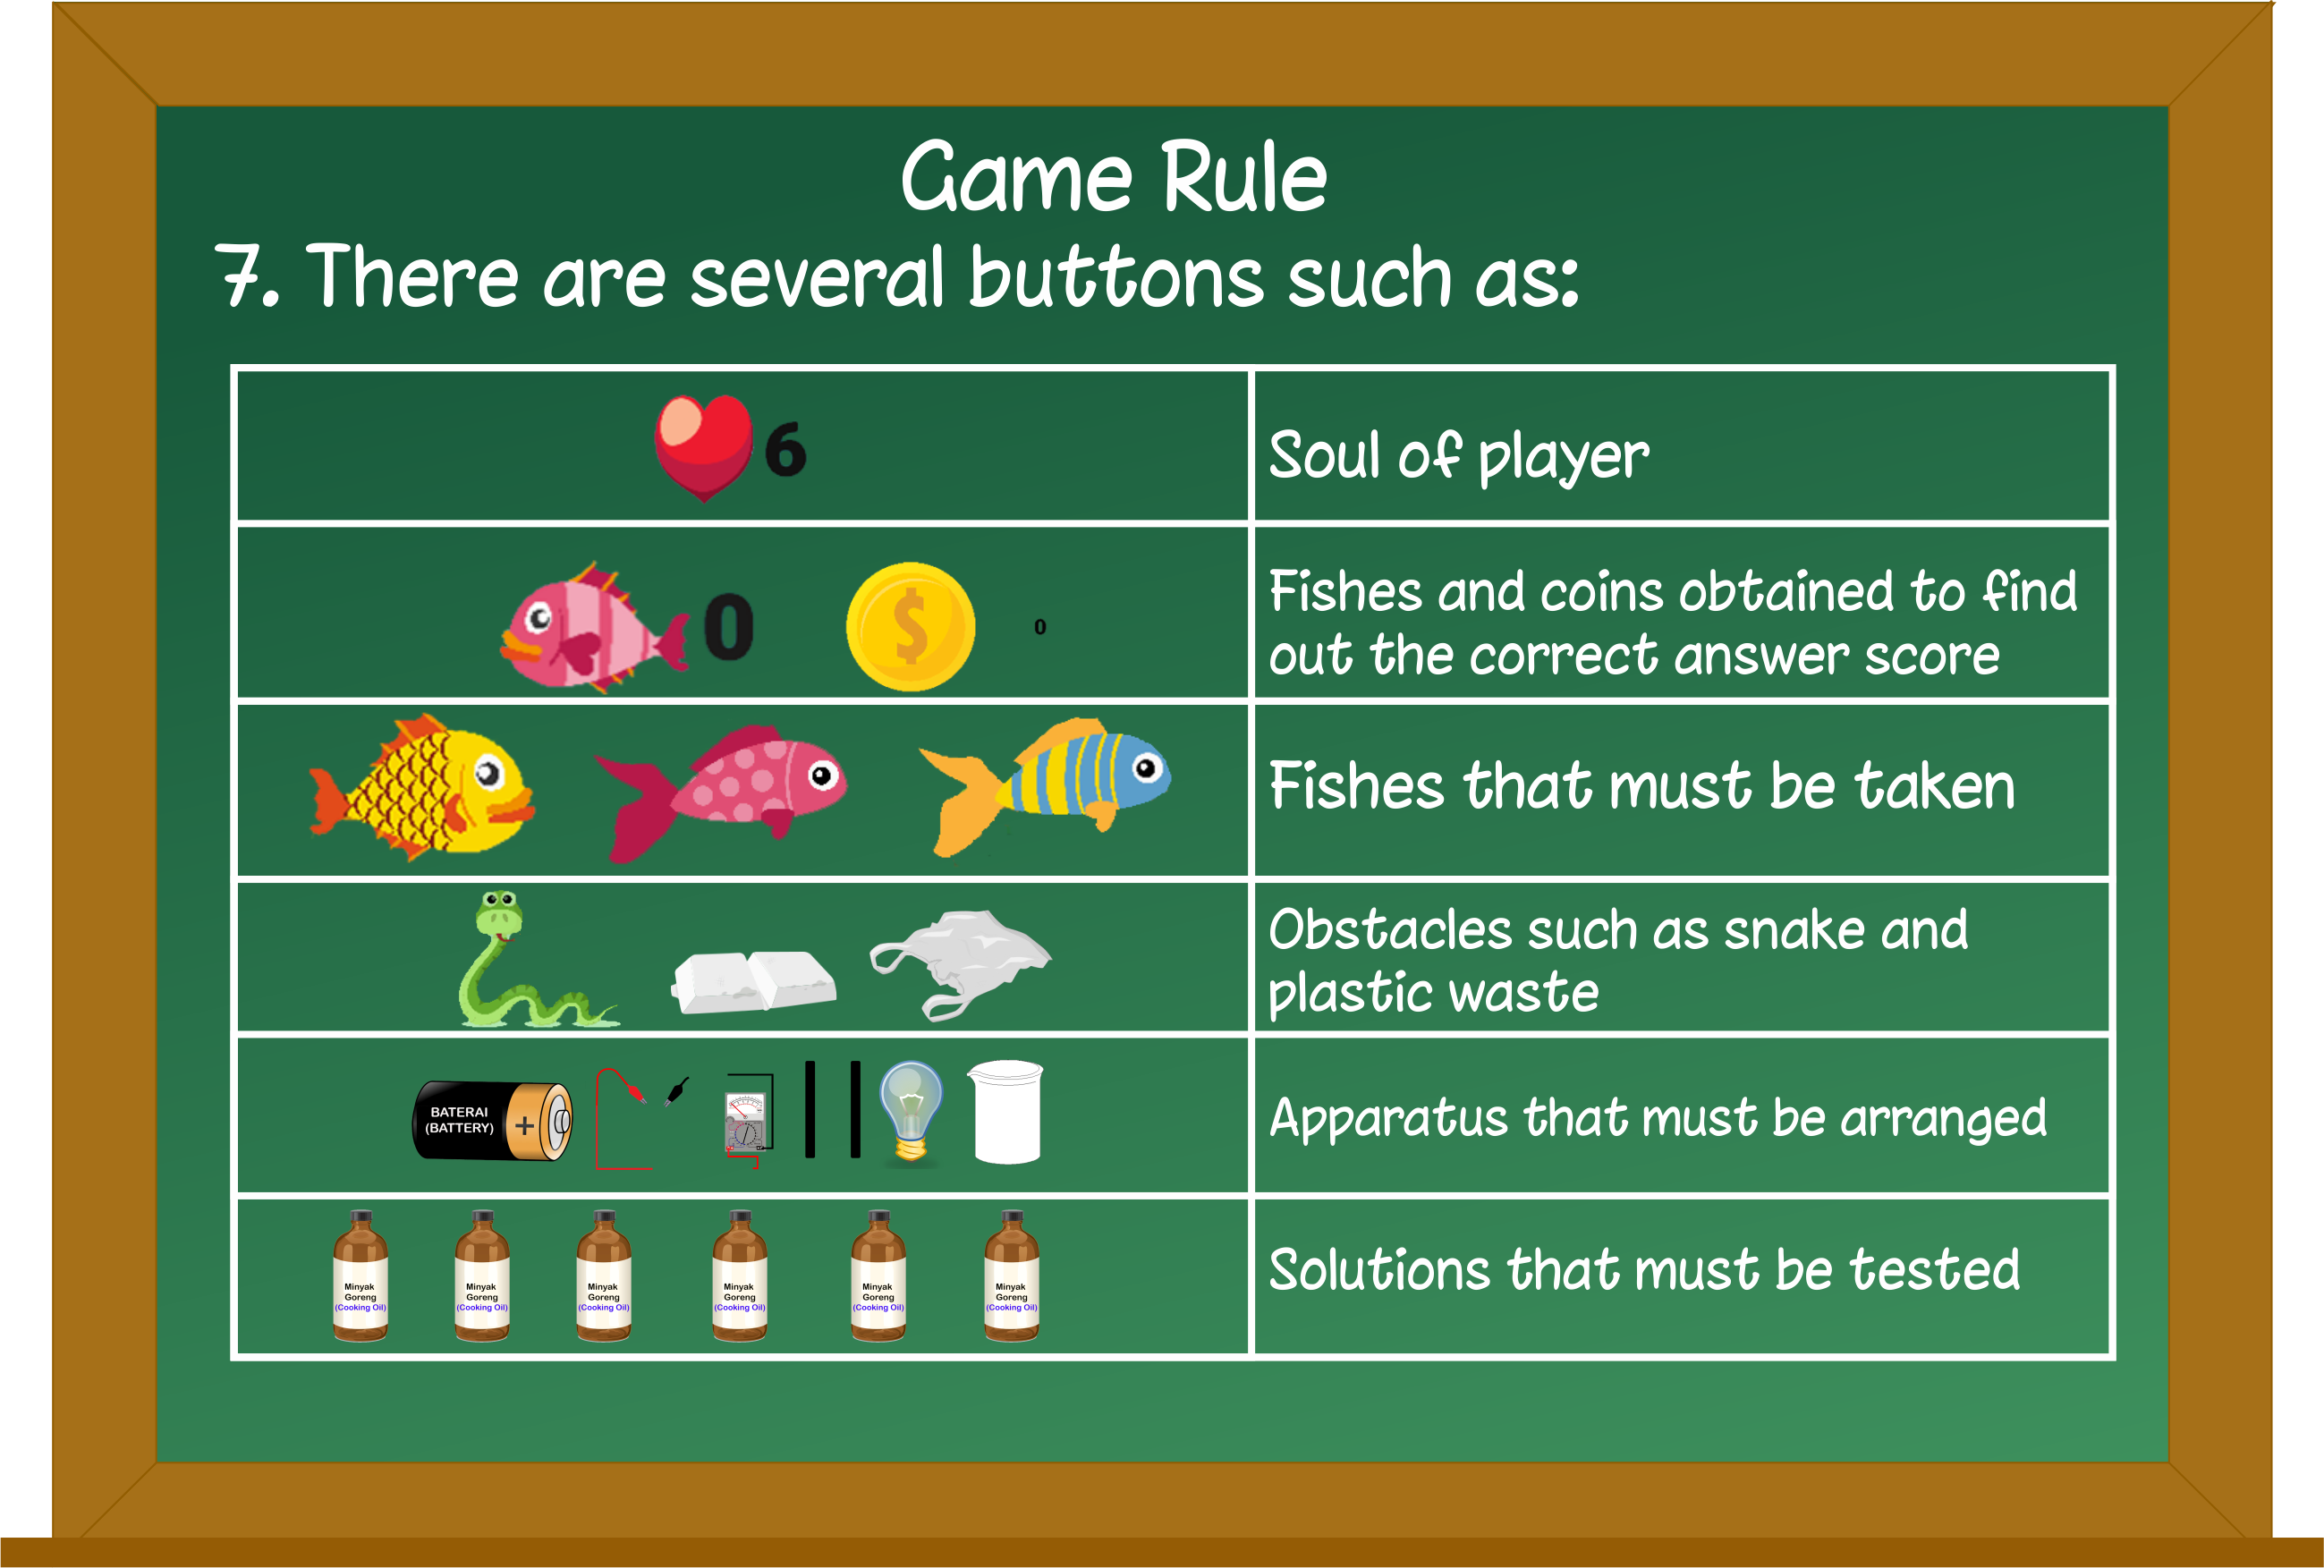 Game Rule
7. There are several buttons such as:
6
Soul of player
0
0
Fishes and coins obtained to find
out the correct answer score
Fishes that must be taken
Obstacles such as snake and
plastic waste
BATERAI
(BATTERY)
+
Apparatus that must be arranged
Minyak
Goreng
(Cooking Oil)
Minyak
Goreng
(Cooking Oil)
Minyak
Goreng
(Cooking Oil)
Minyak
Goreng
(Cooking Oil)
Minyak
Goreng
(Cooking Oil)
Minyak
Goreng
(Cooking Oil)
Solutions that must be tested